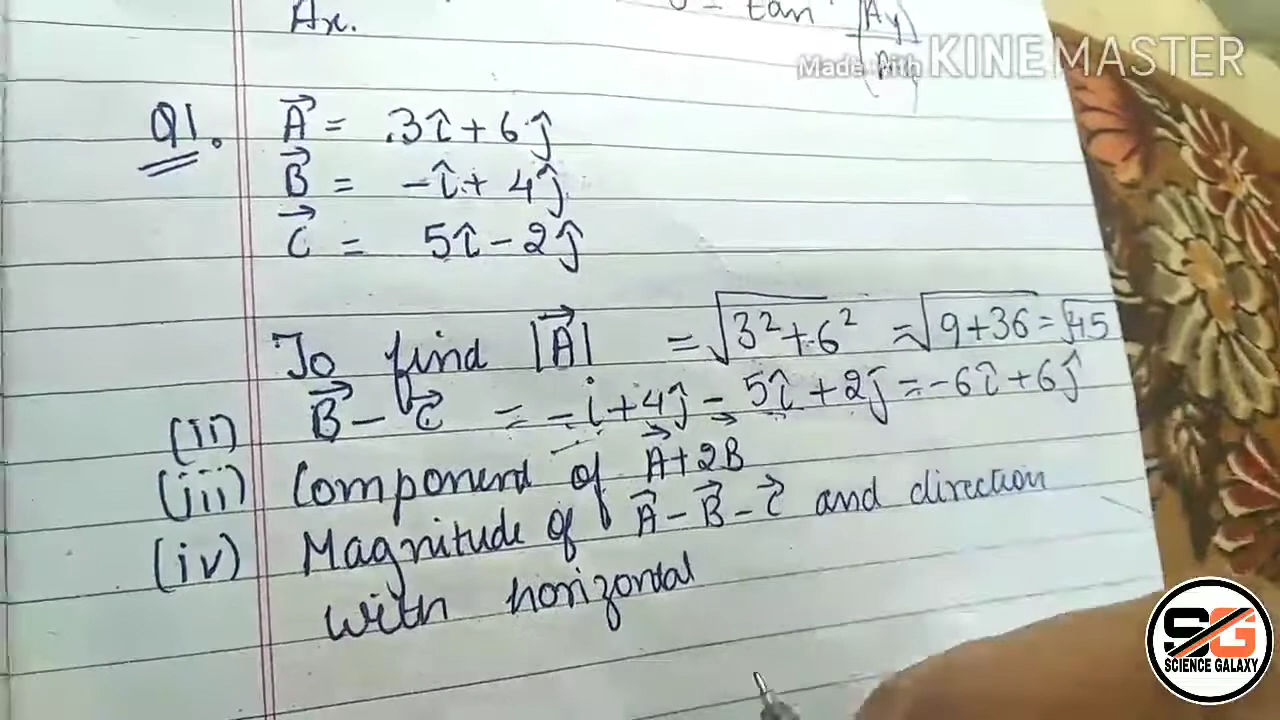 Ax.
tan
Ay
Made with KINEMASTER
Q1. A⃗ = 3î + 6ĵ
B⃗ = -î + 4ĵ
C⃗ = 5î - 2ĵ
To find |A⃗| = √3² + 6² = √9 + 36 = √45
(ii) B⃗ - C⃗ = -i + 4ĵ - 5î + 2ĵ = -6î + 6ĵ
(iii) Component of A⃗ + 2B⃗
(iv) Magnitude of A⃗ - B⃗ - C⃗ and direction
with horizontal
SG
SCIENCE GALAXY